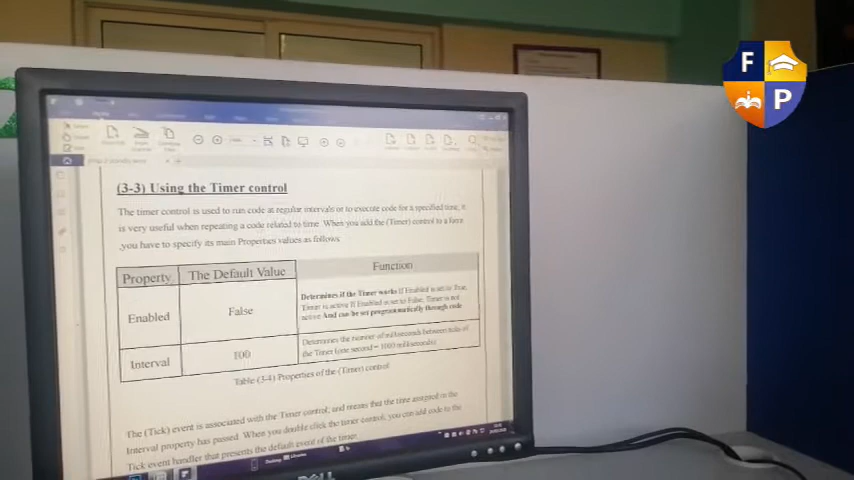 F
P
(3-3) Using the Timer control
The timer control is used to run code at regular intervals or to execute code for a specified time, it
is very useful when repeating a code related to time. When you add the (Timer) control to a form
,you have to specify its main Properties values as follows:
Property The Default Value Function
Enabled False Determines if the Timer works If Enabled is set to True,
Timer is active If Enabled is set to False, Timer is not
active And can be set programmatically through code
Interval 100 Determines the number of milliseconds between ticks of
the Timer (one second = 1000 milliseconds)
Table (3-4) Properties of the (Timer) control
The (Tick) event is associated with the Timer control, and means that the time assigned in the
Interval property has passed. When you double click the timer control, you can add code to the
Tick event handler that presents the default event of the timer.
DELL